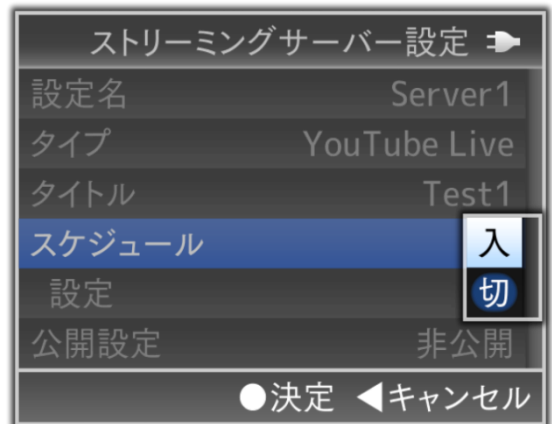 ストリーミングサーバー設定
設定名 Server1
タイプ YouTube Live
タイトル Test1
スケジュール 入
切
設定
公開設定 非公開
●決定 ◀キャンセル